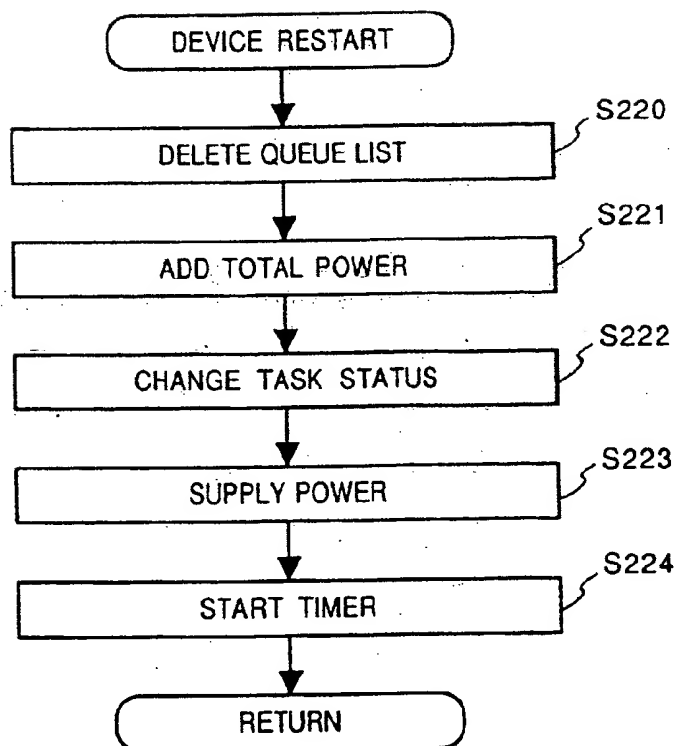 DEVICE RESTART
S220
DELETE QUEUE LIST
S221
ADD TOTAL POWER
S222
CHANGE TASK STATUS
S223
SUPPLY POWER
S224
START TIMER
RETURN